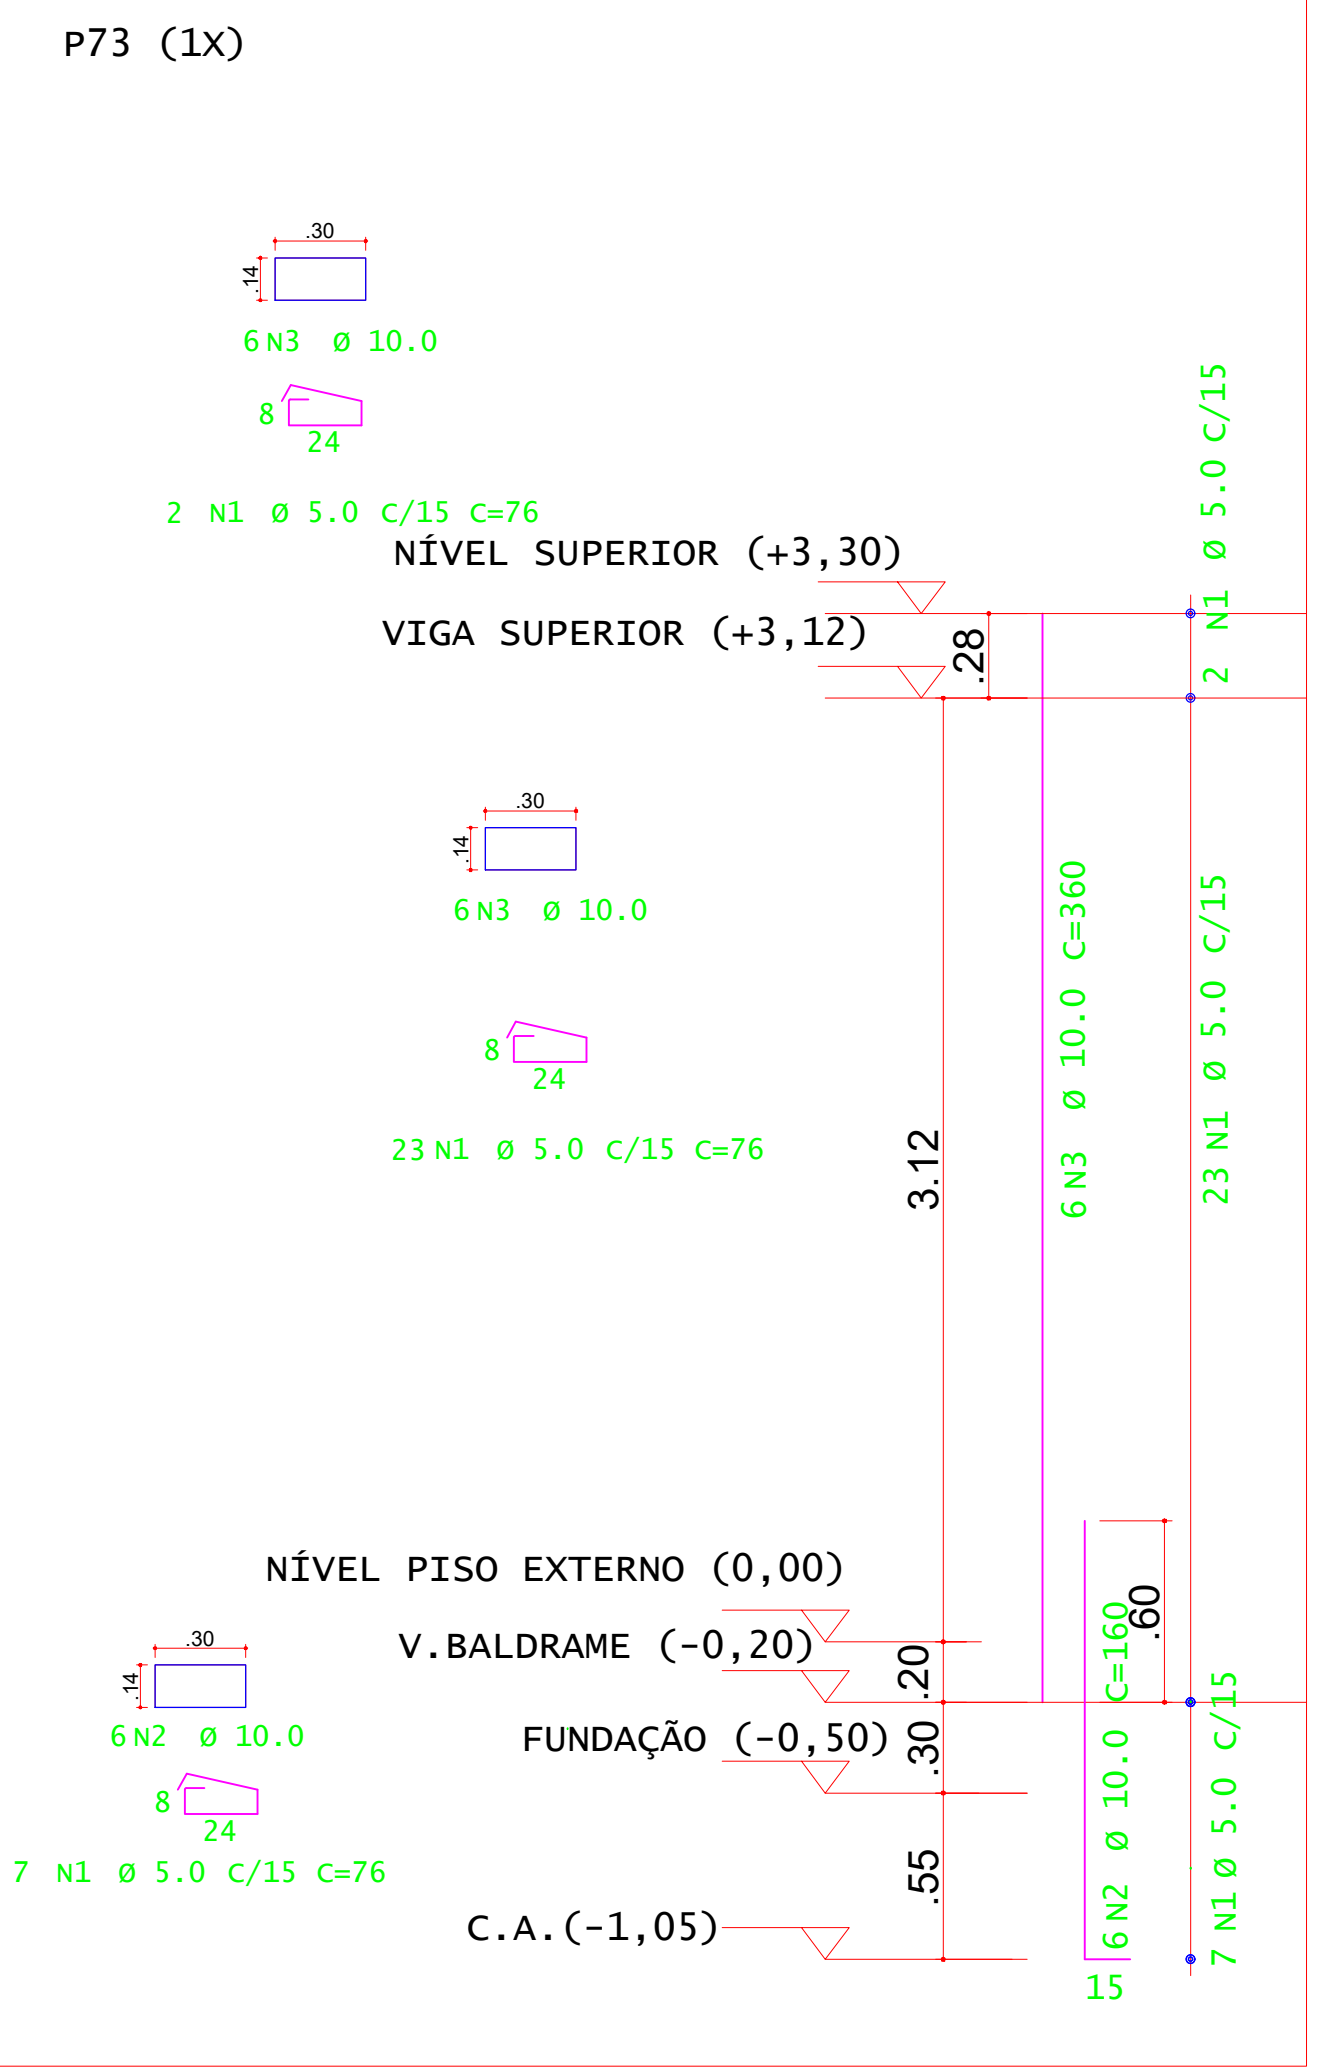 P73 (1X)
.30
.14
6 N3 Ø 10.0
8
24
2 N1 Ø 5.0 C/15 C=76
NÍVEL SUPERIOR (+3,30)
VIGA SUPERIOR (+3,12)
.28
2 N1 Ø 5.0 C/15
.30
.14
6 N3 Ø 10.0
8
24
23 N1 Ø 5.0 C/15 C=76
3.12
6 N3 Ø 10.0 C=360
23 N1 Ø 5.0 C/15
NÍVEL PISO EXTERNO (0,00)
V.BALDRAME (-0,20)
.20
.60
.30
.14
6 N2 Ø 10.0
8
24
7 N1 Ø 5.0 C/15 C=76
FUNDAÇÃO (-0,50)
.30
.55
C.A.(-1,05)
6 N2 Ø 10.0 C=160
15
7 N1 Ø 5.0 C/15